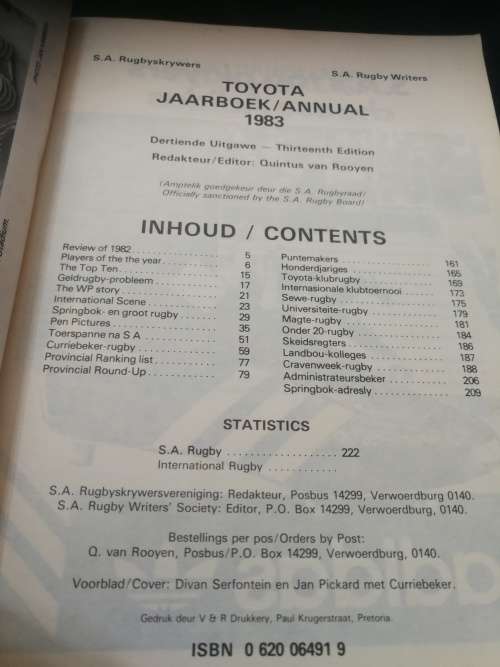 S.A. Rugbyskrywers
S.A. Rugby Writers
TOYOTA
JAARBOEK/ANNUAL
1983
Dertiende Uitgawe — Thirteenth Edition
Redakteur/Editor: Quintus van Rooyen
(Amptelik goedgekeur deur die S.A. Rugbyraad/
Officially sanctioned by the S.A. Rugby Board)
INHOUD / CONTENTS
Review of 1982 5
Players of the the year 6
The Top Ten 15
Geldrugby-probleem 17
The WP story 21
International Scene 23
Springbok- en groot rugby 29
Pen Pictures 35
Toerspanne na S A 51
Curriebeker-rugby 59
Provincial Ranking list 77
Provincial Round-Up 79
Puntemakers 161
Honderdjariges 165
Toyota-klubrugby 169
Internasionale klubtoernooi 173
Sewe-rugby 175
Universiteite-rugby 179
Magte-rugby 181
Onder 20-rugby 184
Skeidsregters 186
Landbou-kolleges 187
Cravenweek-rugby 188
Administrateursbeker 206
Springbok-adresly 209
STATISTICS
S.A. Rugby 222
International Rugby
S.A. Rugbyskrywersvereniging: Redakteur, Posbus 14299, Verwoerdburg 0140.
S.A. Rugby Writers' Society: Editor, P.O. Box 14299, Verwoerdburg 0140.
Bestellings per pos/Orders by Post:
Q. van Rooyen, Posbus/P.O. Box 14299, Verwoerdburg, 0140.
Voorblad/Cover: Divan Serfontein en Jan Pickard met Curriebeker.
Gedruk deur V & R Drukkery, Paul Krugerstraat, Pretoria.
ISBN 0 620 06491 9